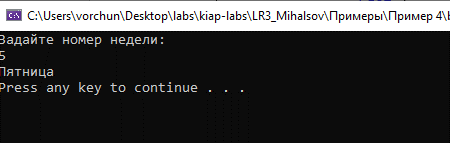 C:\Users\vorchun\Desktop\labs\kiap-labs\LR3_Mihalsov\Примеры\Пример 4\b
Задайте номер недели:
5
Пятница
Press any key to continue . . .